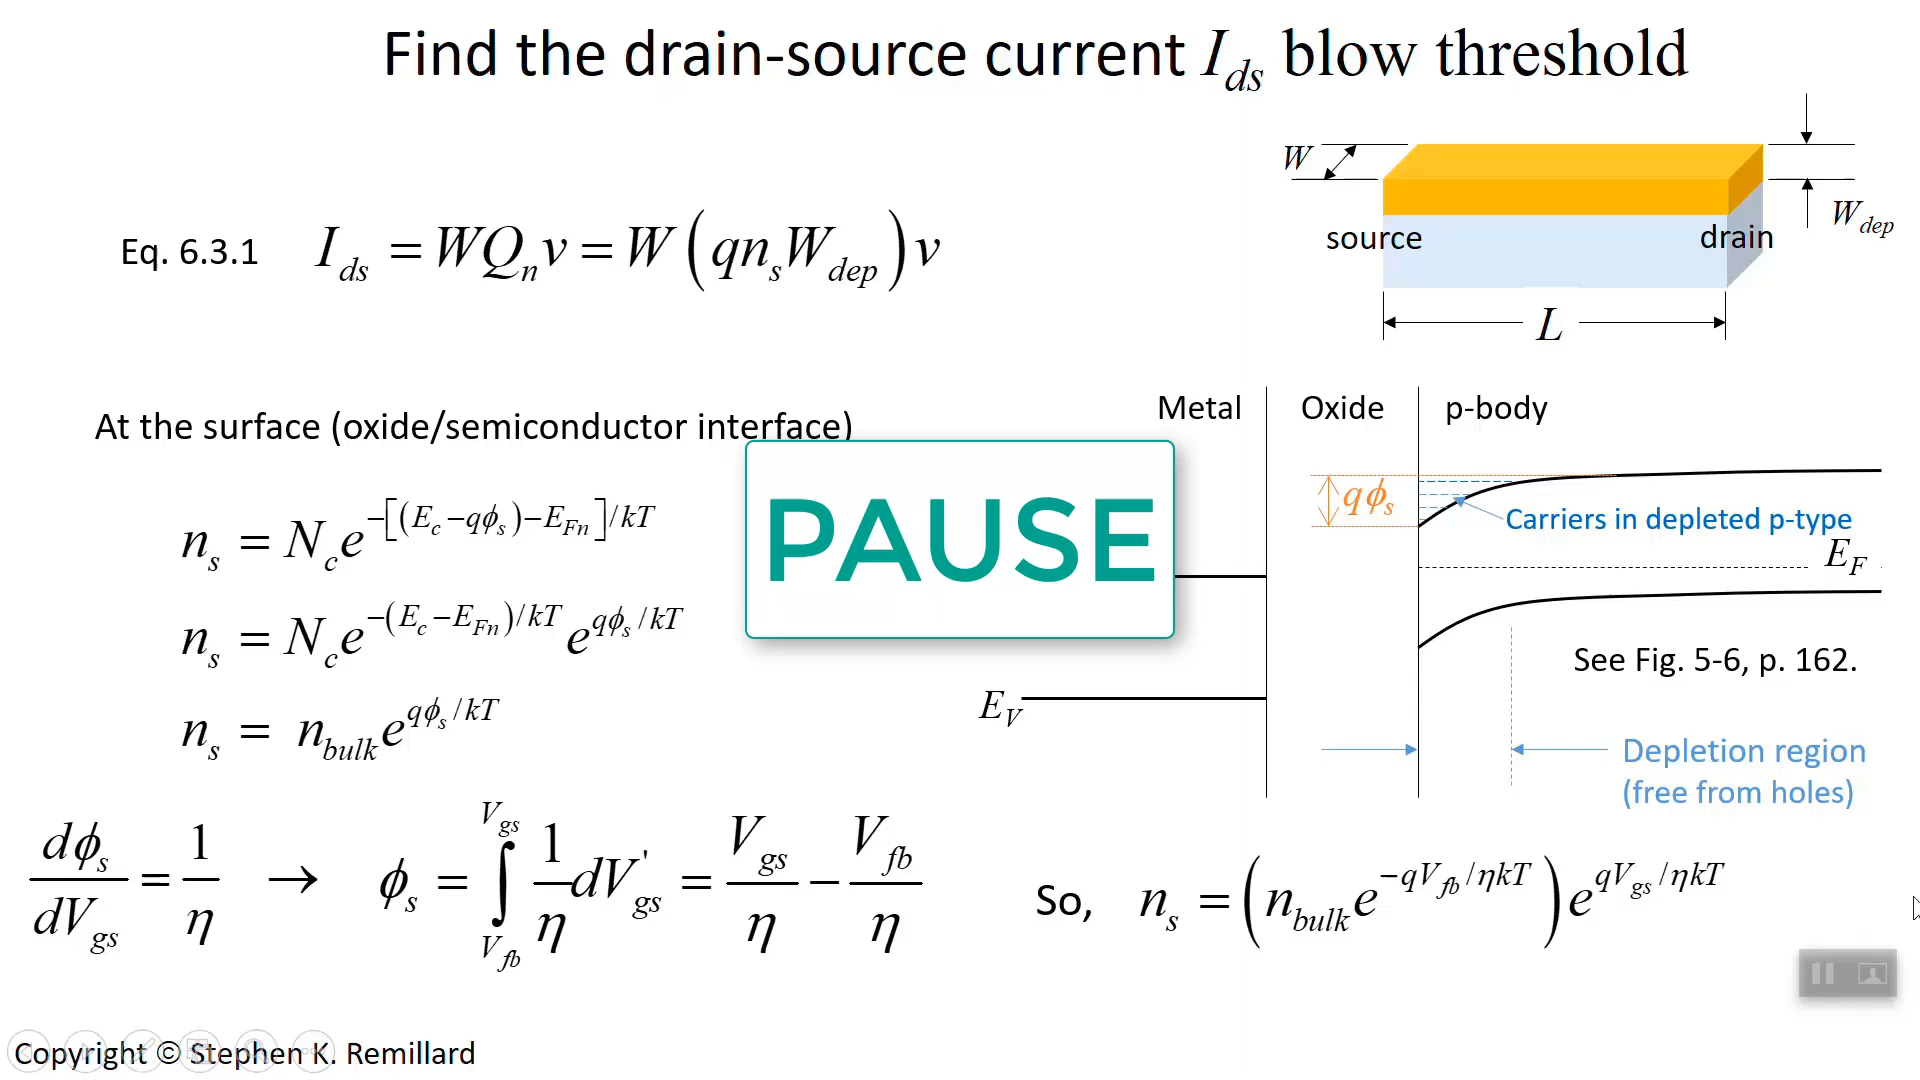 Find the drain-source current I_ds blow threshold
W
W_dep
source
drain
L
Eq. 6.3.1 I_ds = WQ_n v = W(qn_s W_dep)v
At the surface (oxide/semiconductor interface)
n_s = N_c e^{-[(E_c - qϕ_s) - E_Fn]/kT}
n_s = N_c e^{-(E_c - E_Fn)/kT} e^{qϕ_s/kT}
n_s = n_bulk e^{qϕ_s/kT}
PAUSE
Metal
Oxide
p-body
qϕ_s
Carriers in depleted p-type
E_F
See Fig. 5-6, p. 162.
E_V
Depletion region
(free from holes)
dϕ_s/dV_gs = 1/η → ϕ_s = ∫_{V_fb}^{V_gs} 1/η dV'_gs = V_gs/η − V_fb/η
So, n_s = (n_bulk e^{-qV_fb/ηkT}) e^{qV_gs/ηkT}
Copyright © Stephen K. Remillard